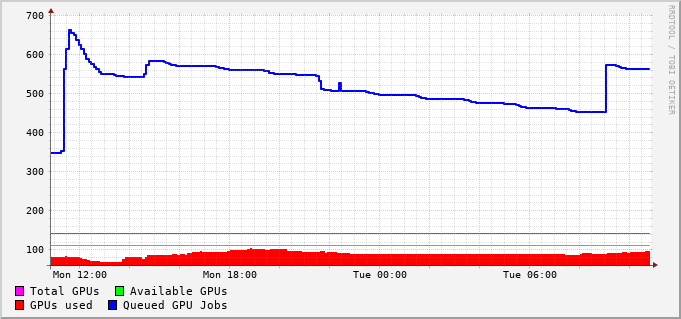 700
600
500
400
300
200
100
Mon 12:00 Mon 18:00 Tue 00:00 Tue 06:00
Total GPUs Available GPUs
GPUs used Queued GPU Jobs
RRDTOOL / TOBI OETIKER